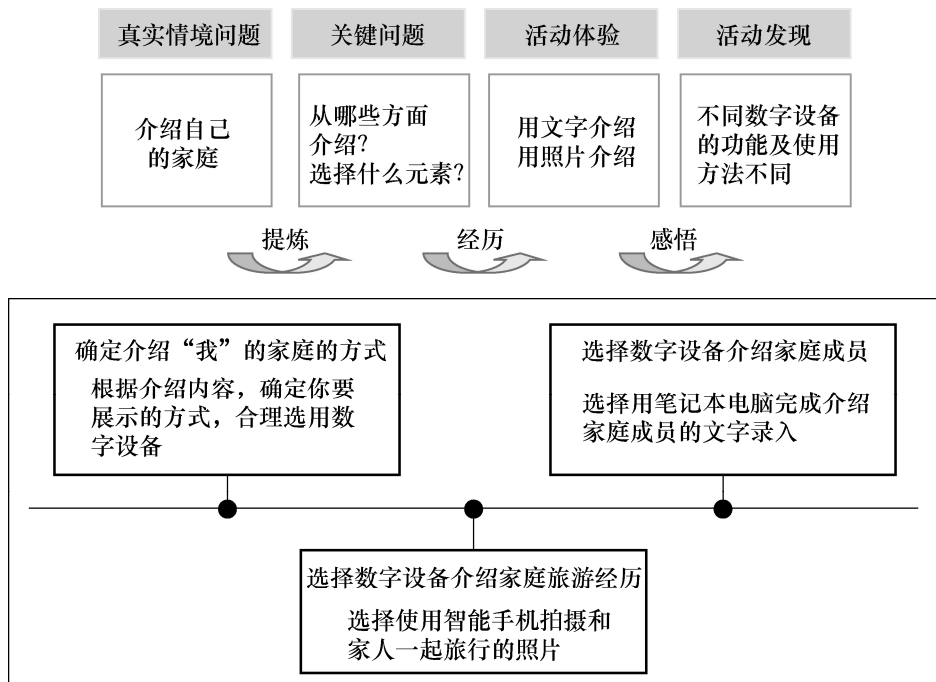 真实情境问题
关键问题
活动体验
活动发现
介绍自己
的家庭
从哪些方面
介绍?
选择什么元素?
用文字介绍
用照片介绍
不同数字设备
的功能及使用
方法不同
提炼
经历
感悟
确定介绍“我”的家庭的方式
根据介绍内容，确定你要
展示的方式，合理选用数
字设备
选择数字设备介绍家庭旅游经历
选择使用智能手机拍摄和
家人一起旅行的照片
选择数字设备介绍家庭成员
选择用笔记本电脑完成介绍
家庭成员的文字录入